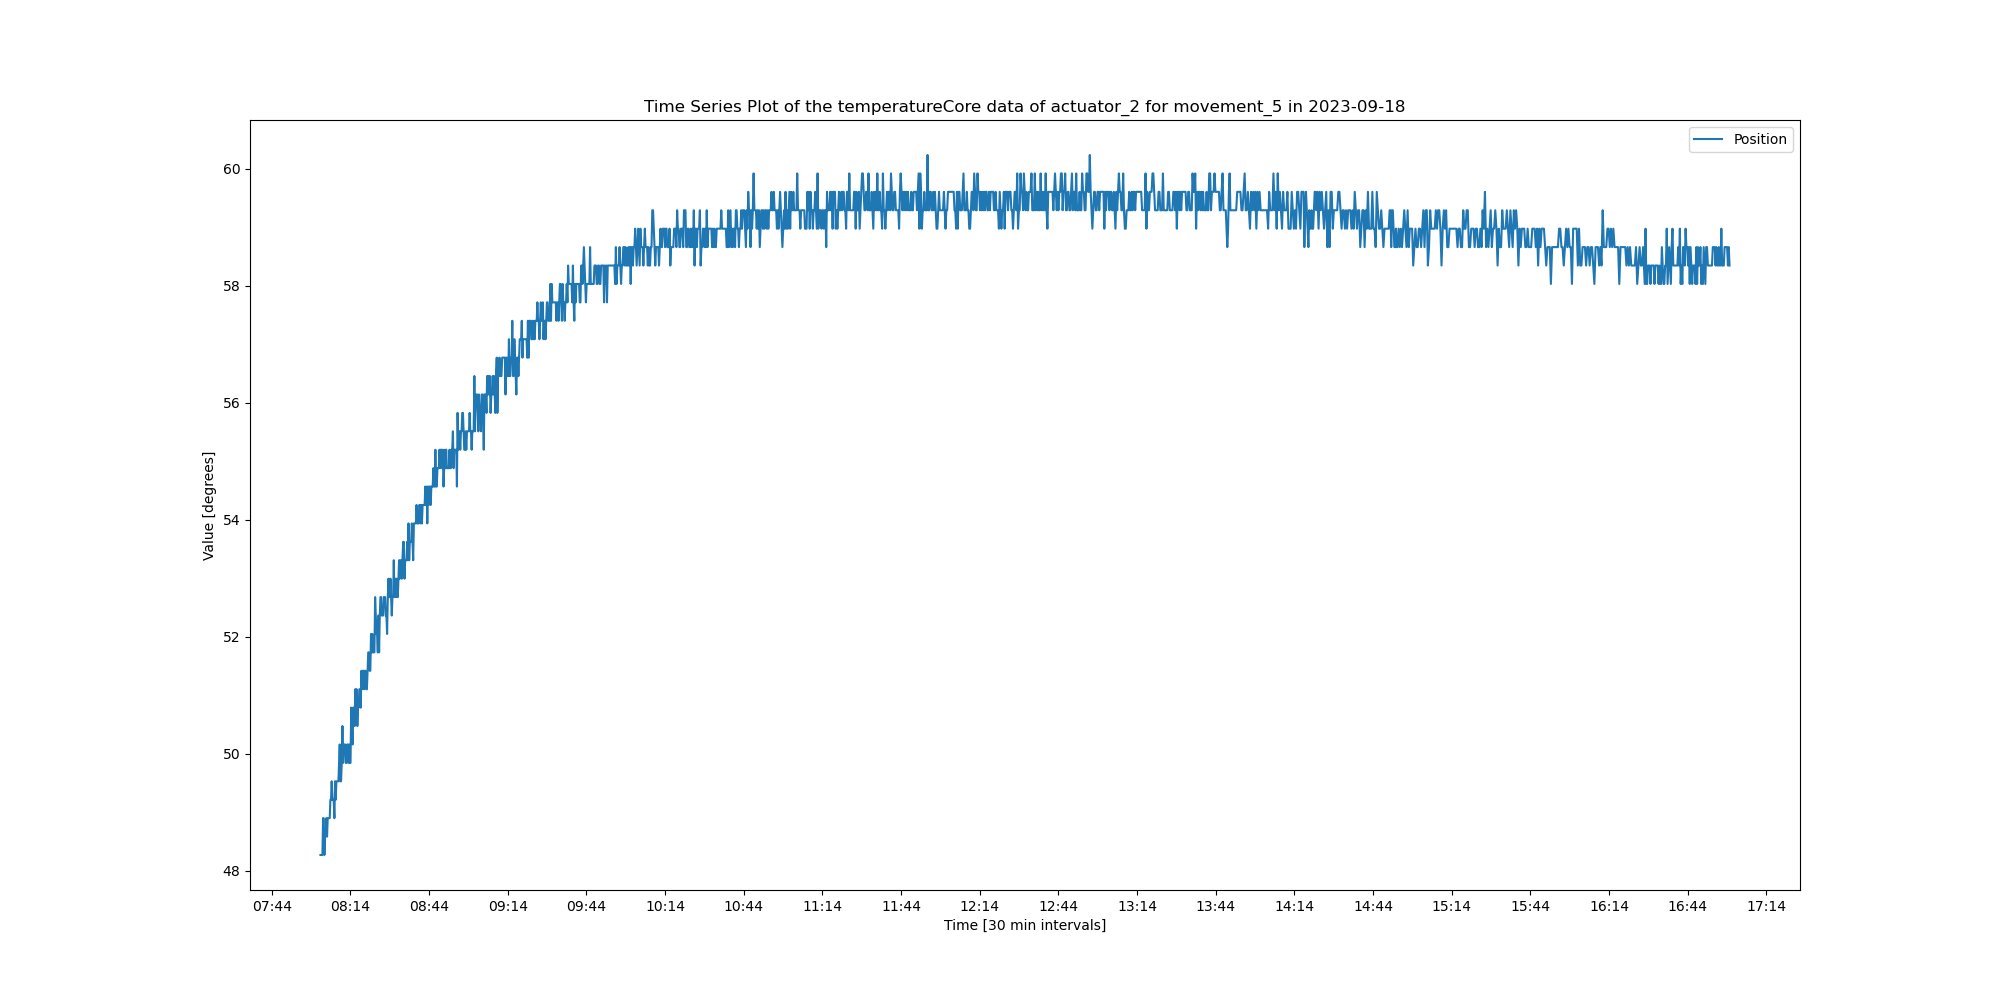 Time Series Plot of the temperatureCore data of actuator_2 for movement_5 in 2023-09-18
Position
60
58
56
54
52
50
48
Value [degrees]
07:44 08:14 08:44 09:14 09:44 10:14 10:44 11:14 11:44 12:14 12:44 13:14 13:44 14:14 14:44 15:14 15:44 16:14 16:44 17:14
Time [30 min intervals]